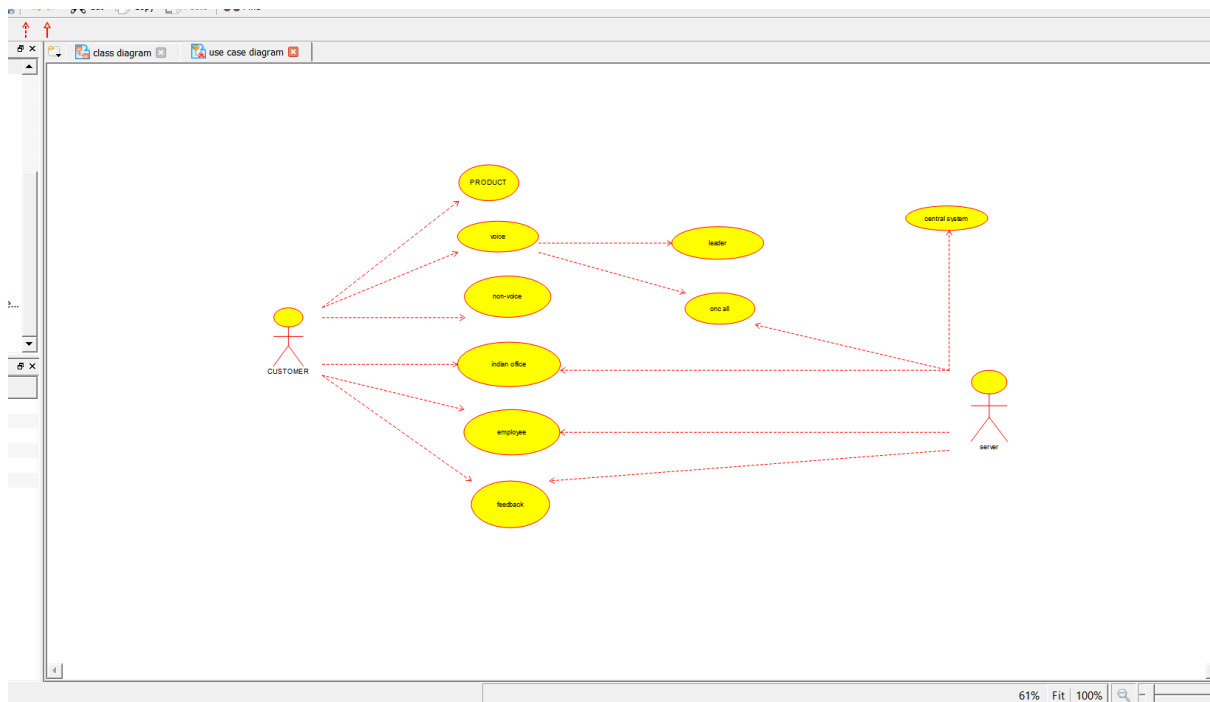 class diagram
use case diagram
PRODUCT
voice
leader
central system
non-voice
onc all
CUSTOMER
indian office
employee
server
feedback
e...
61% Fit 100%